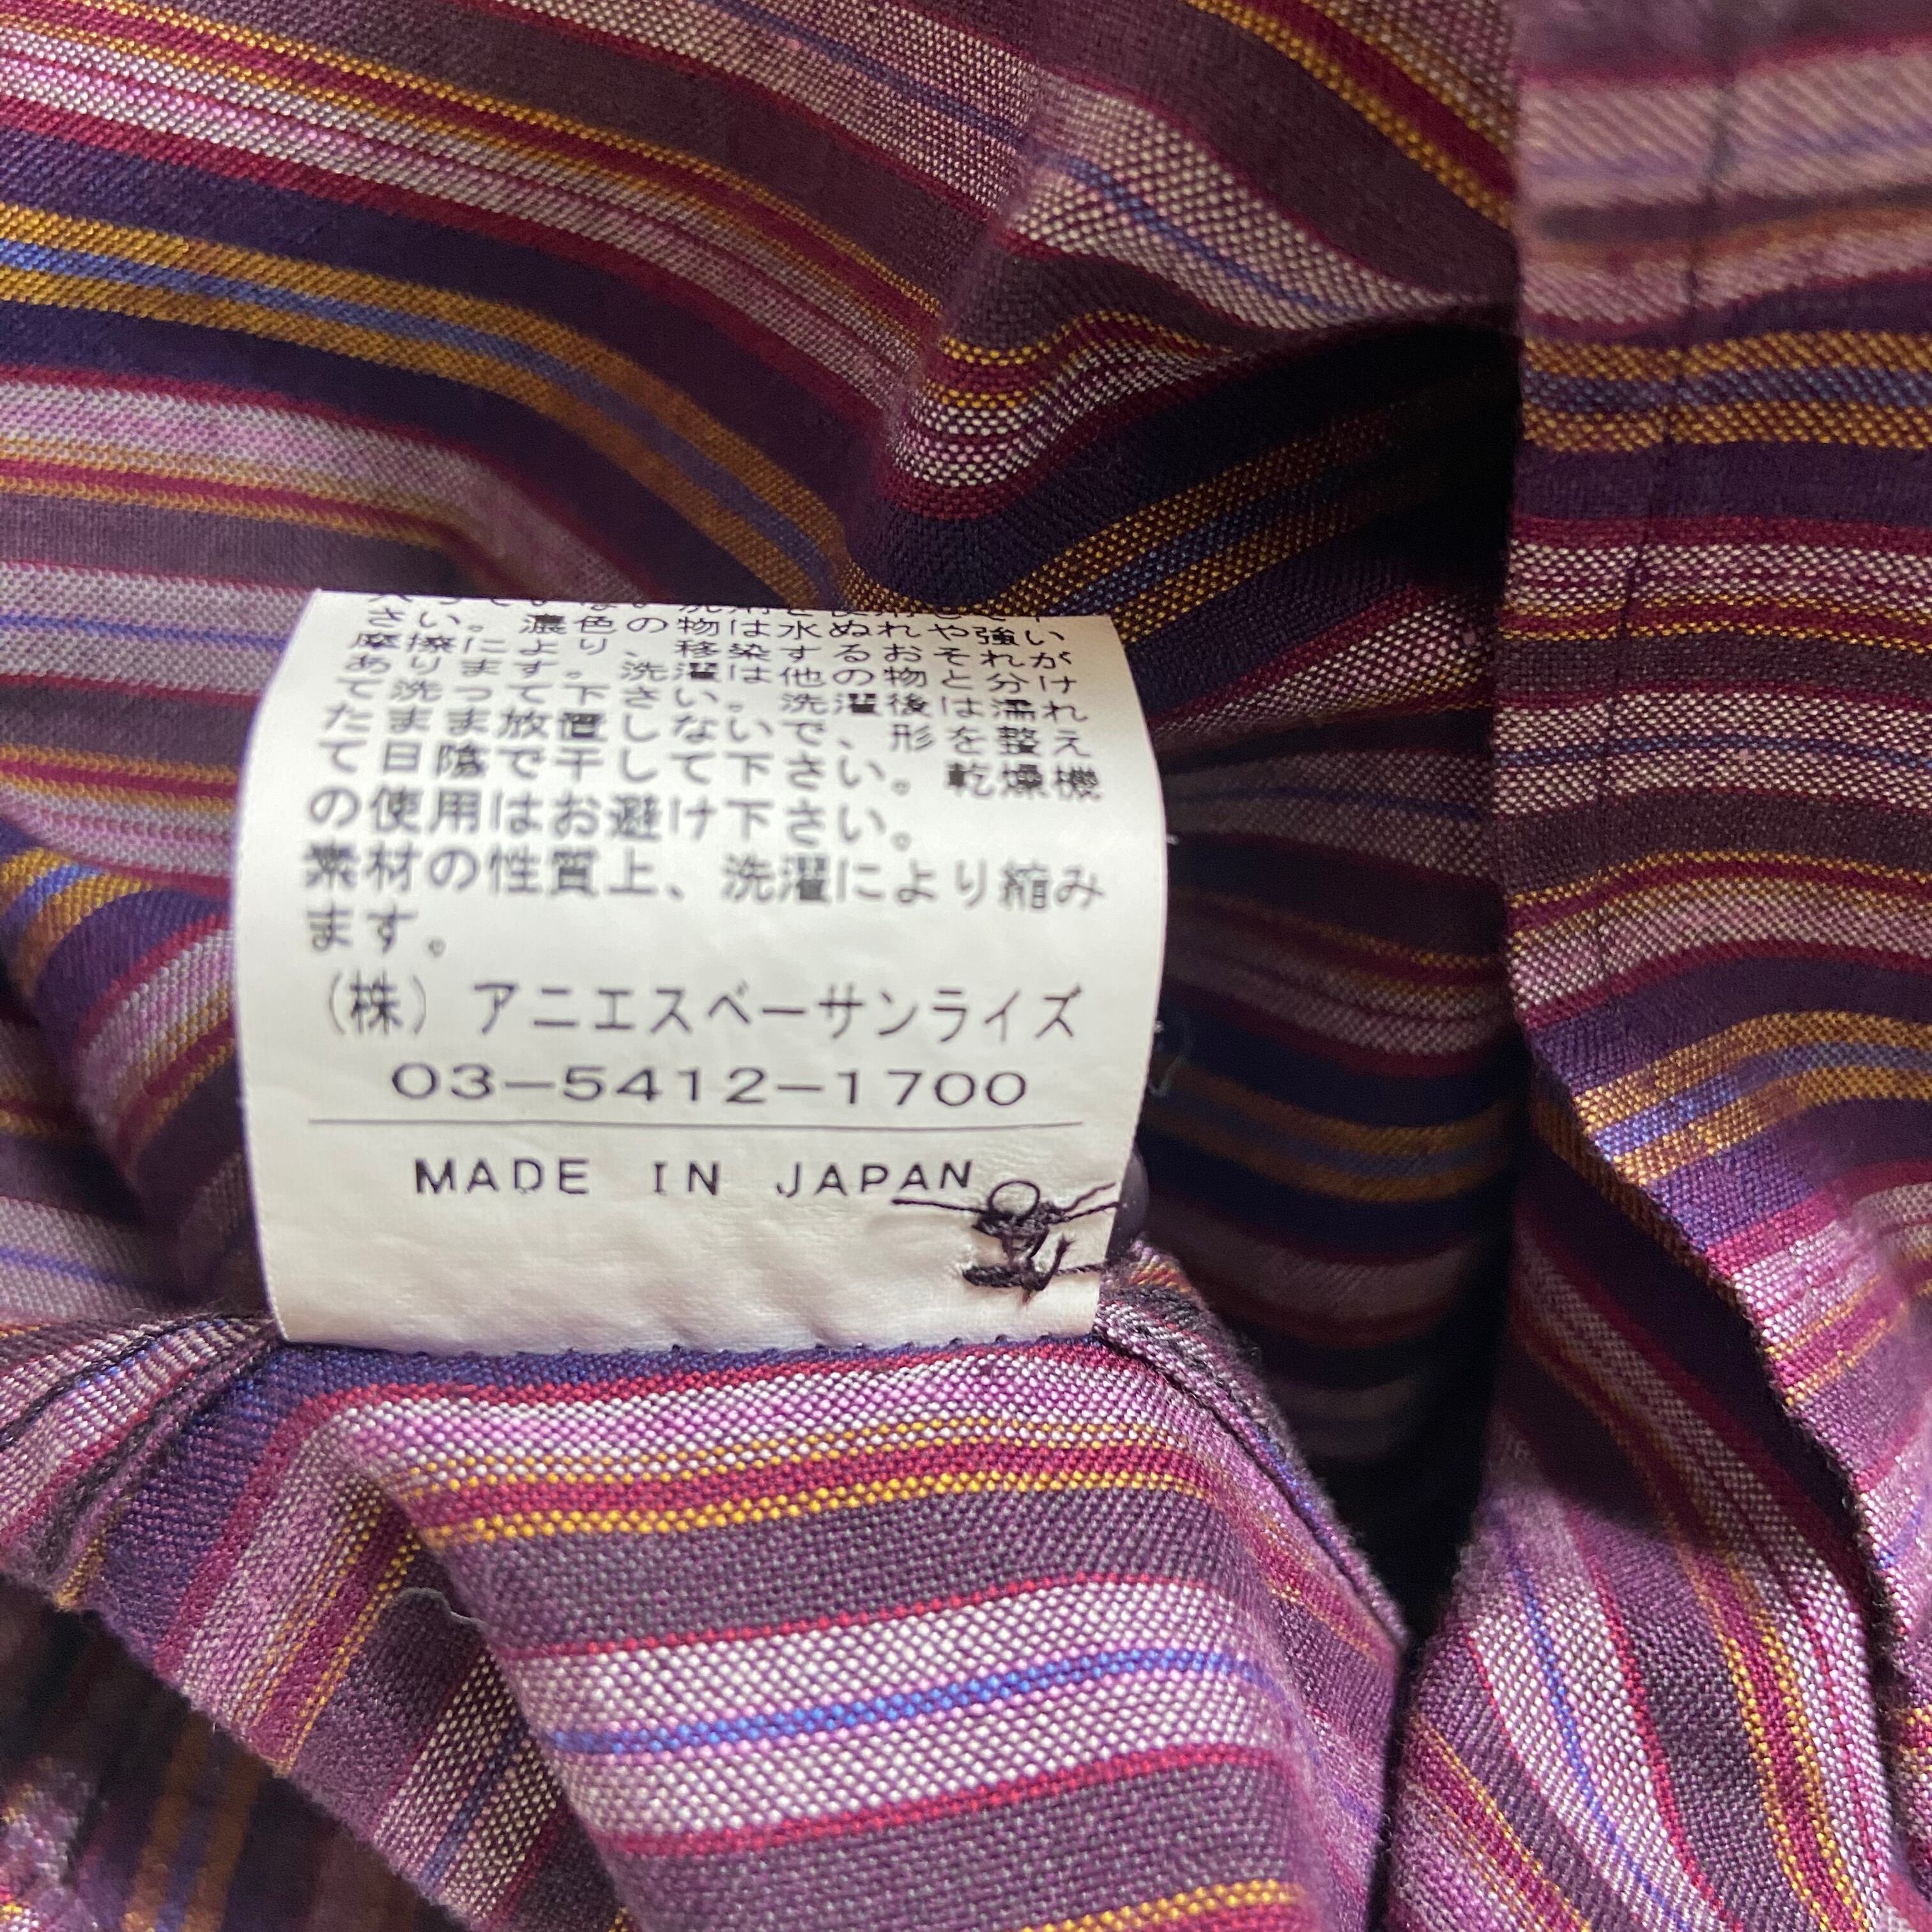 さい。濃色の物は水ぬれや強い
摩擦により、移染するおそれが
あります。洗濯は他の物と分け
て洗って下さい。洗濯後は濡れ
たまま放置しないで、形を整え
て日陰で干して下さい。乾燥機
の使用はお避け下さい。
素材の性質上、洗濯により縮み
ます。
(株)アニエスベーサンライズ
03-5412-1700
MADE IN JAPAN